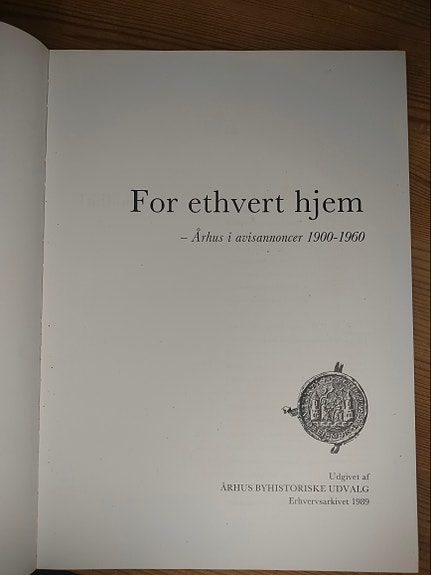 For ethvert hjem
– Århus i avisannoncer 1900-1960
Udgivet af
ÅRHUS BYHISTORISKE UDVALG
Erhvervsarkivet 1989